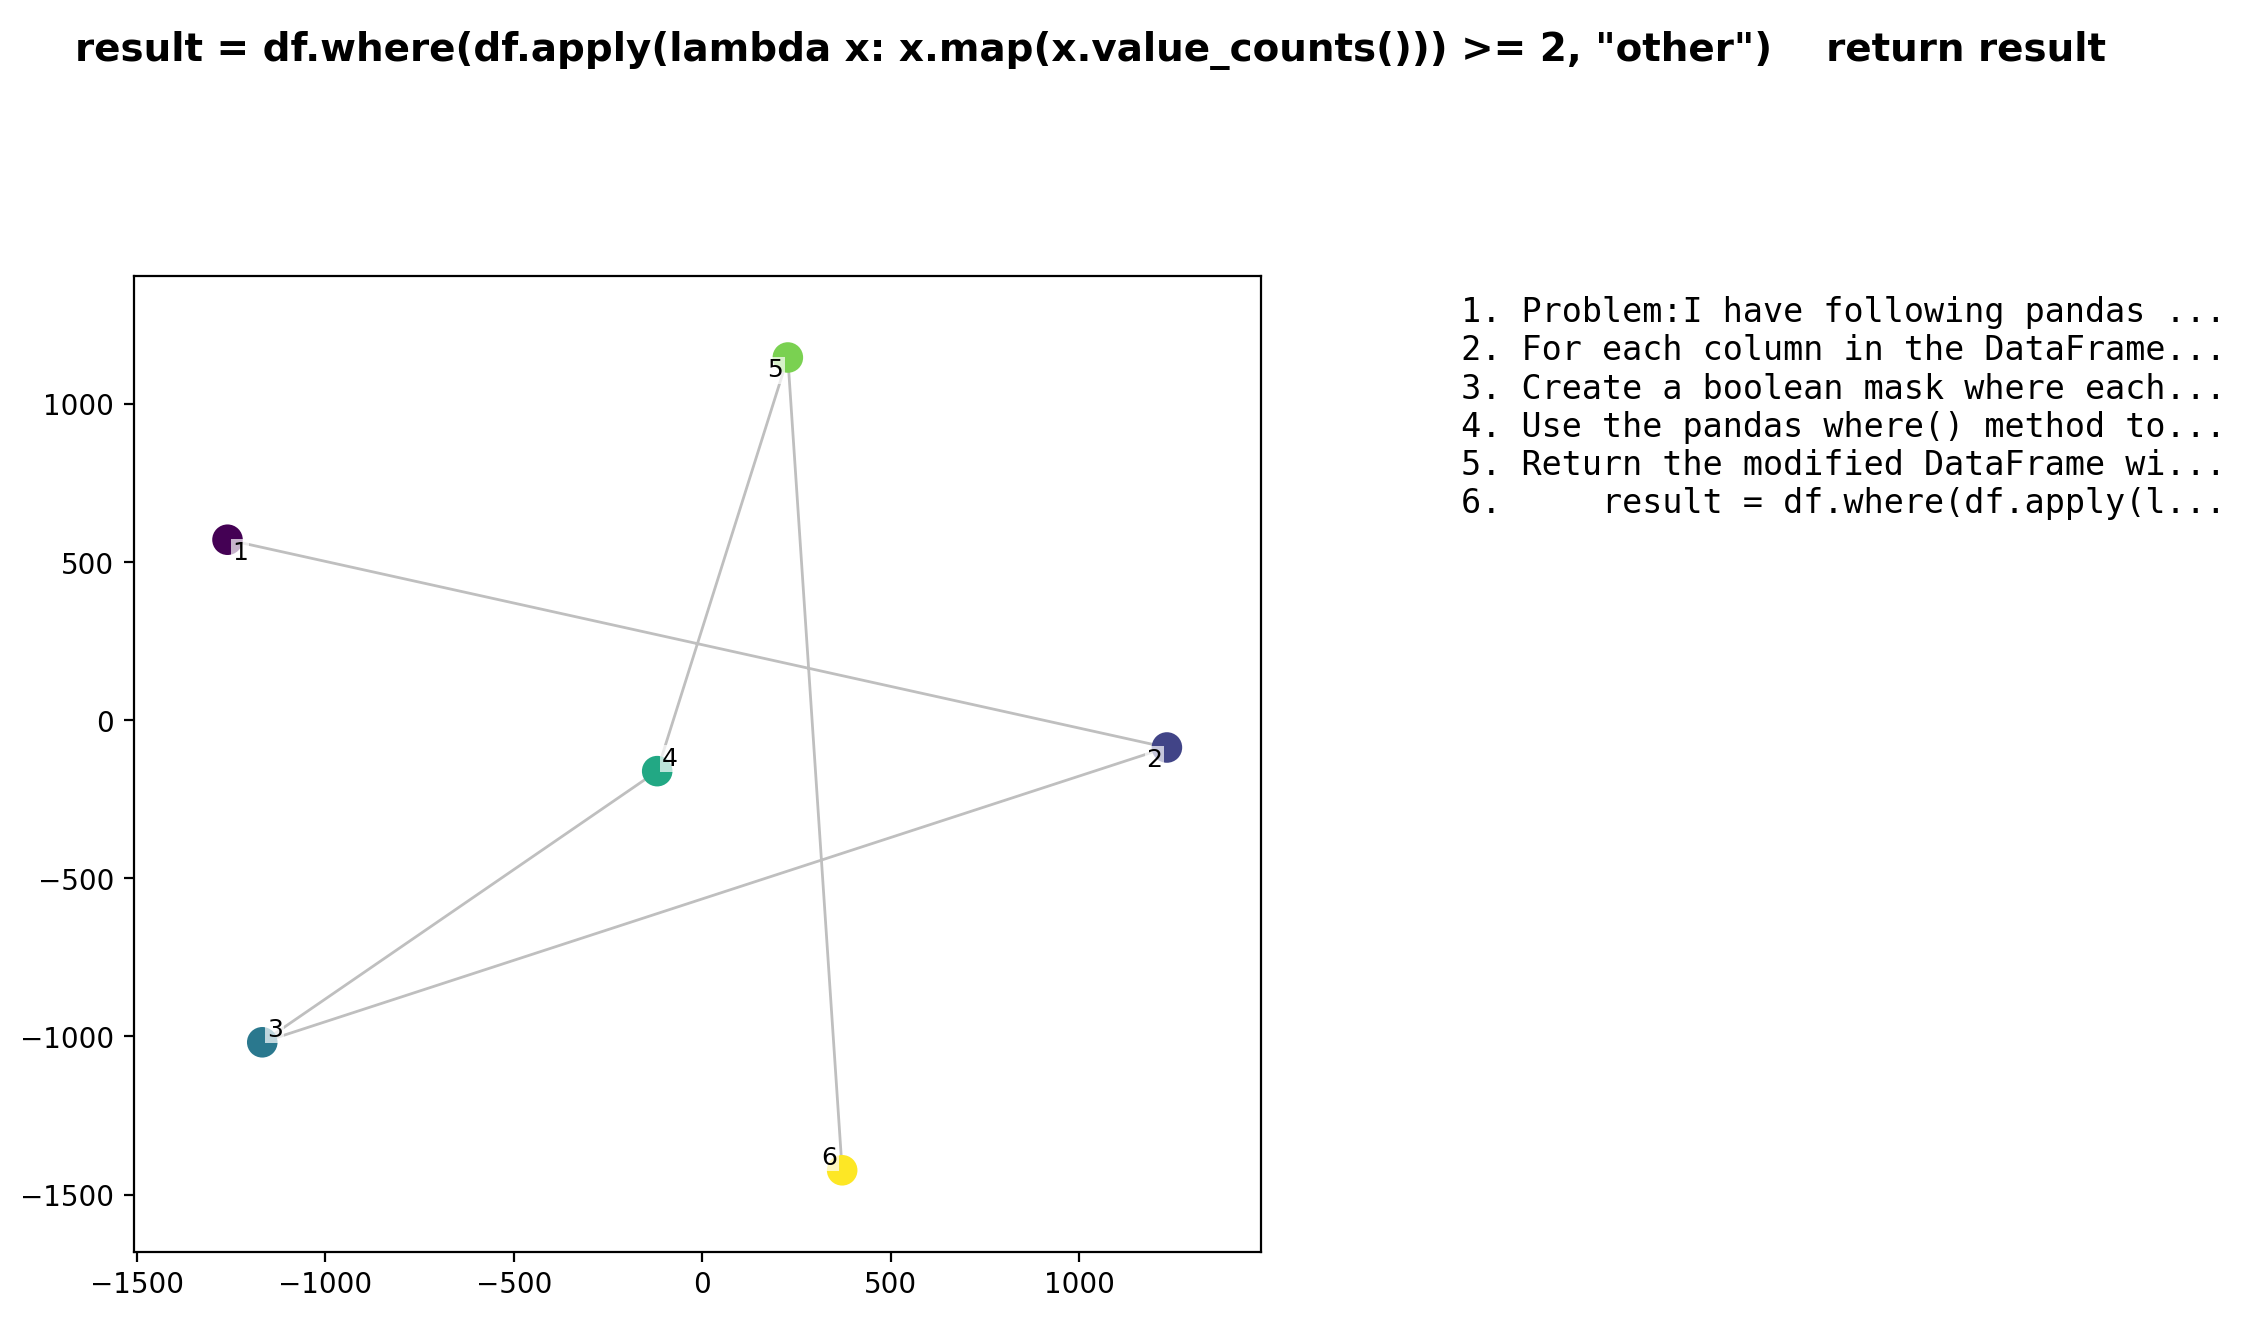 result = df.where(df.apply(lambda x: x.map(x.value_counts())) >= 2, "other")    return result
1. Problem:I have following pandas ...
2. For each column in the DataFrame...
3. Create a boolean mask where each...
4. Use the pandas where() method to...
5. Return the modified DataFrame wi...
6.     result = df.where(df.apply(l...
1000
500
0
−500
−1000
−1500
−1500
−1000
−500
0
500
1000
5
1
4
2
3
6